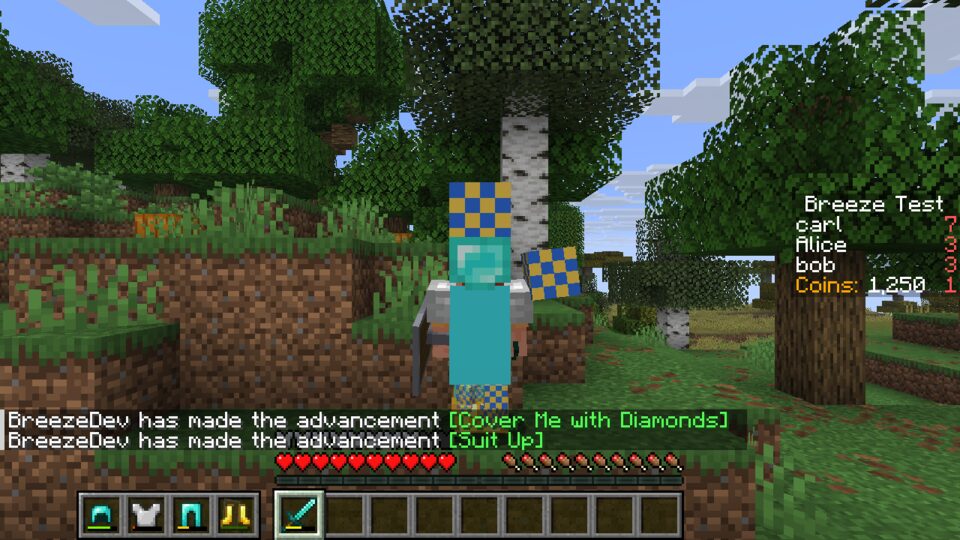 Breeze Test
carl 7
Alice 3
bob 3
Coins: 1,250 1
BreezeDev has made the advancement [Cover Me with Diamonds]
BreezeDev has made the advancement [Suit Up]